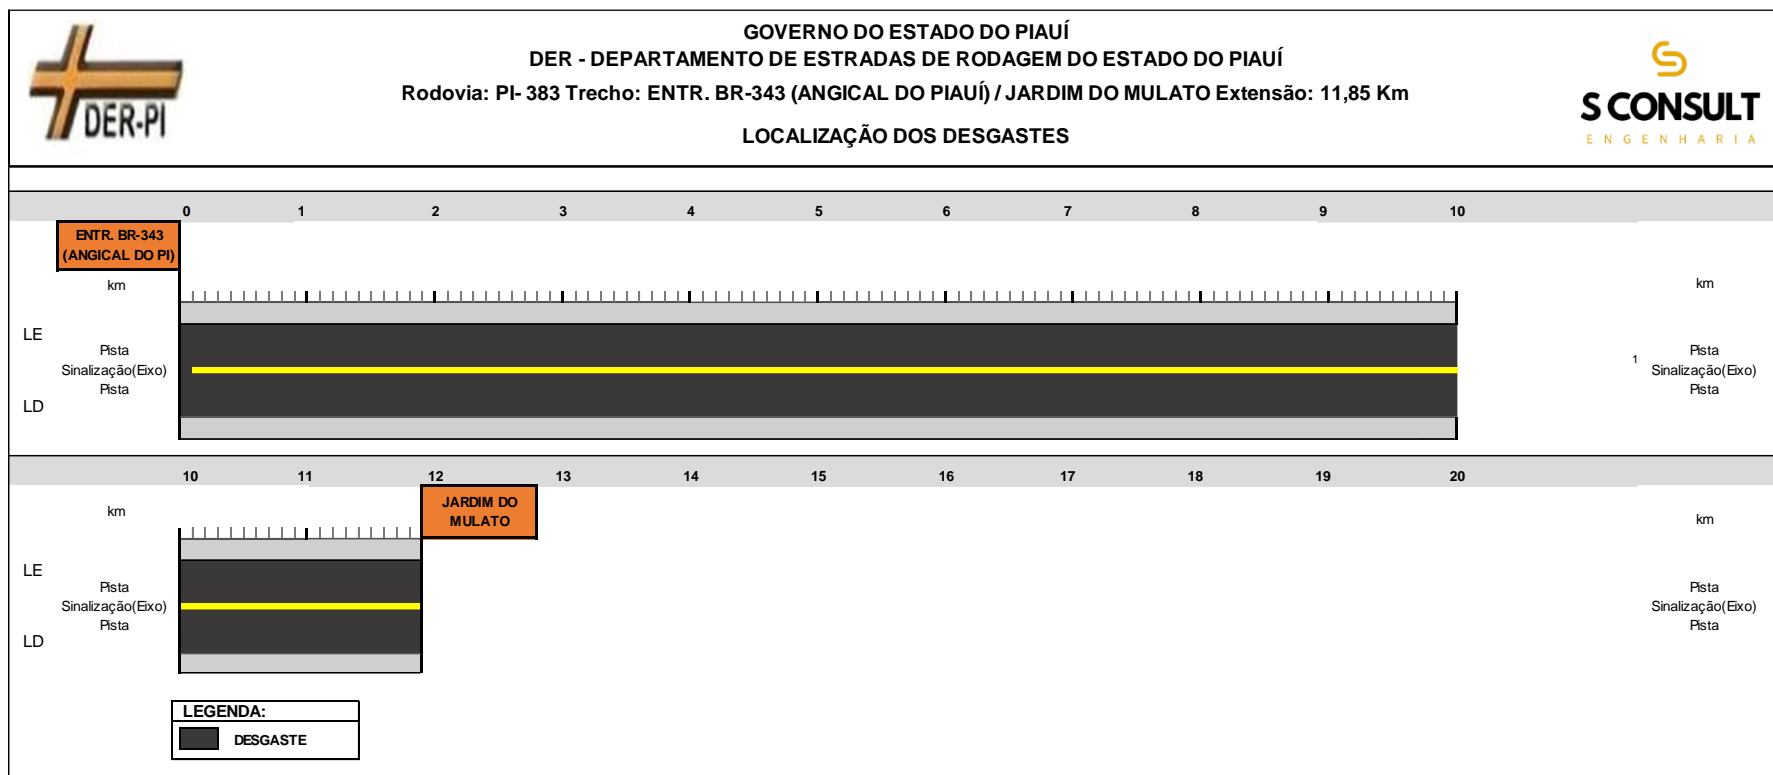 GOVERNO DO ESTADO DO PIAUÍ
DER - DEPARTAMENTO DE ESTRADAS DE RODAGEM DO ESTADO DO PIAUÍ
Rodovia: PI- 383 Trecho: ENTR. BR-343 (ANGICAL DO PIAUÍ) / JARDIM DO MULATO Extensão: 11,85 Km
LOCALIZAÇÃO DOS DESGASTES
DER-PI
S CONSULT
ENGENHARIA
0 1 2 3 4 5 6 7 8 9 10
ENTR. BR-343
(ANGICAL DO PI)
km km
LE
Pista 1 Pista
Sinalização(Eixo) Sinalização(Eixo)
Pista Pista
LD
10 11 12 13 14 15 16 17 18 19 20
JARDIM DO
MULATO
km km
LE
Pista Pista
Sinalização(Eixo) Sinalização(Eixo)
Pista Pista
LD
LEGENDA:
DESGASTE